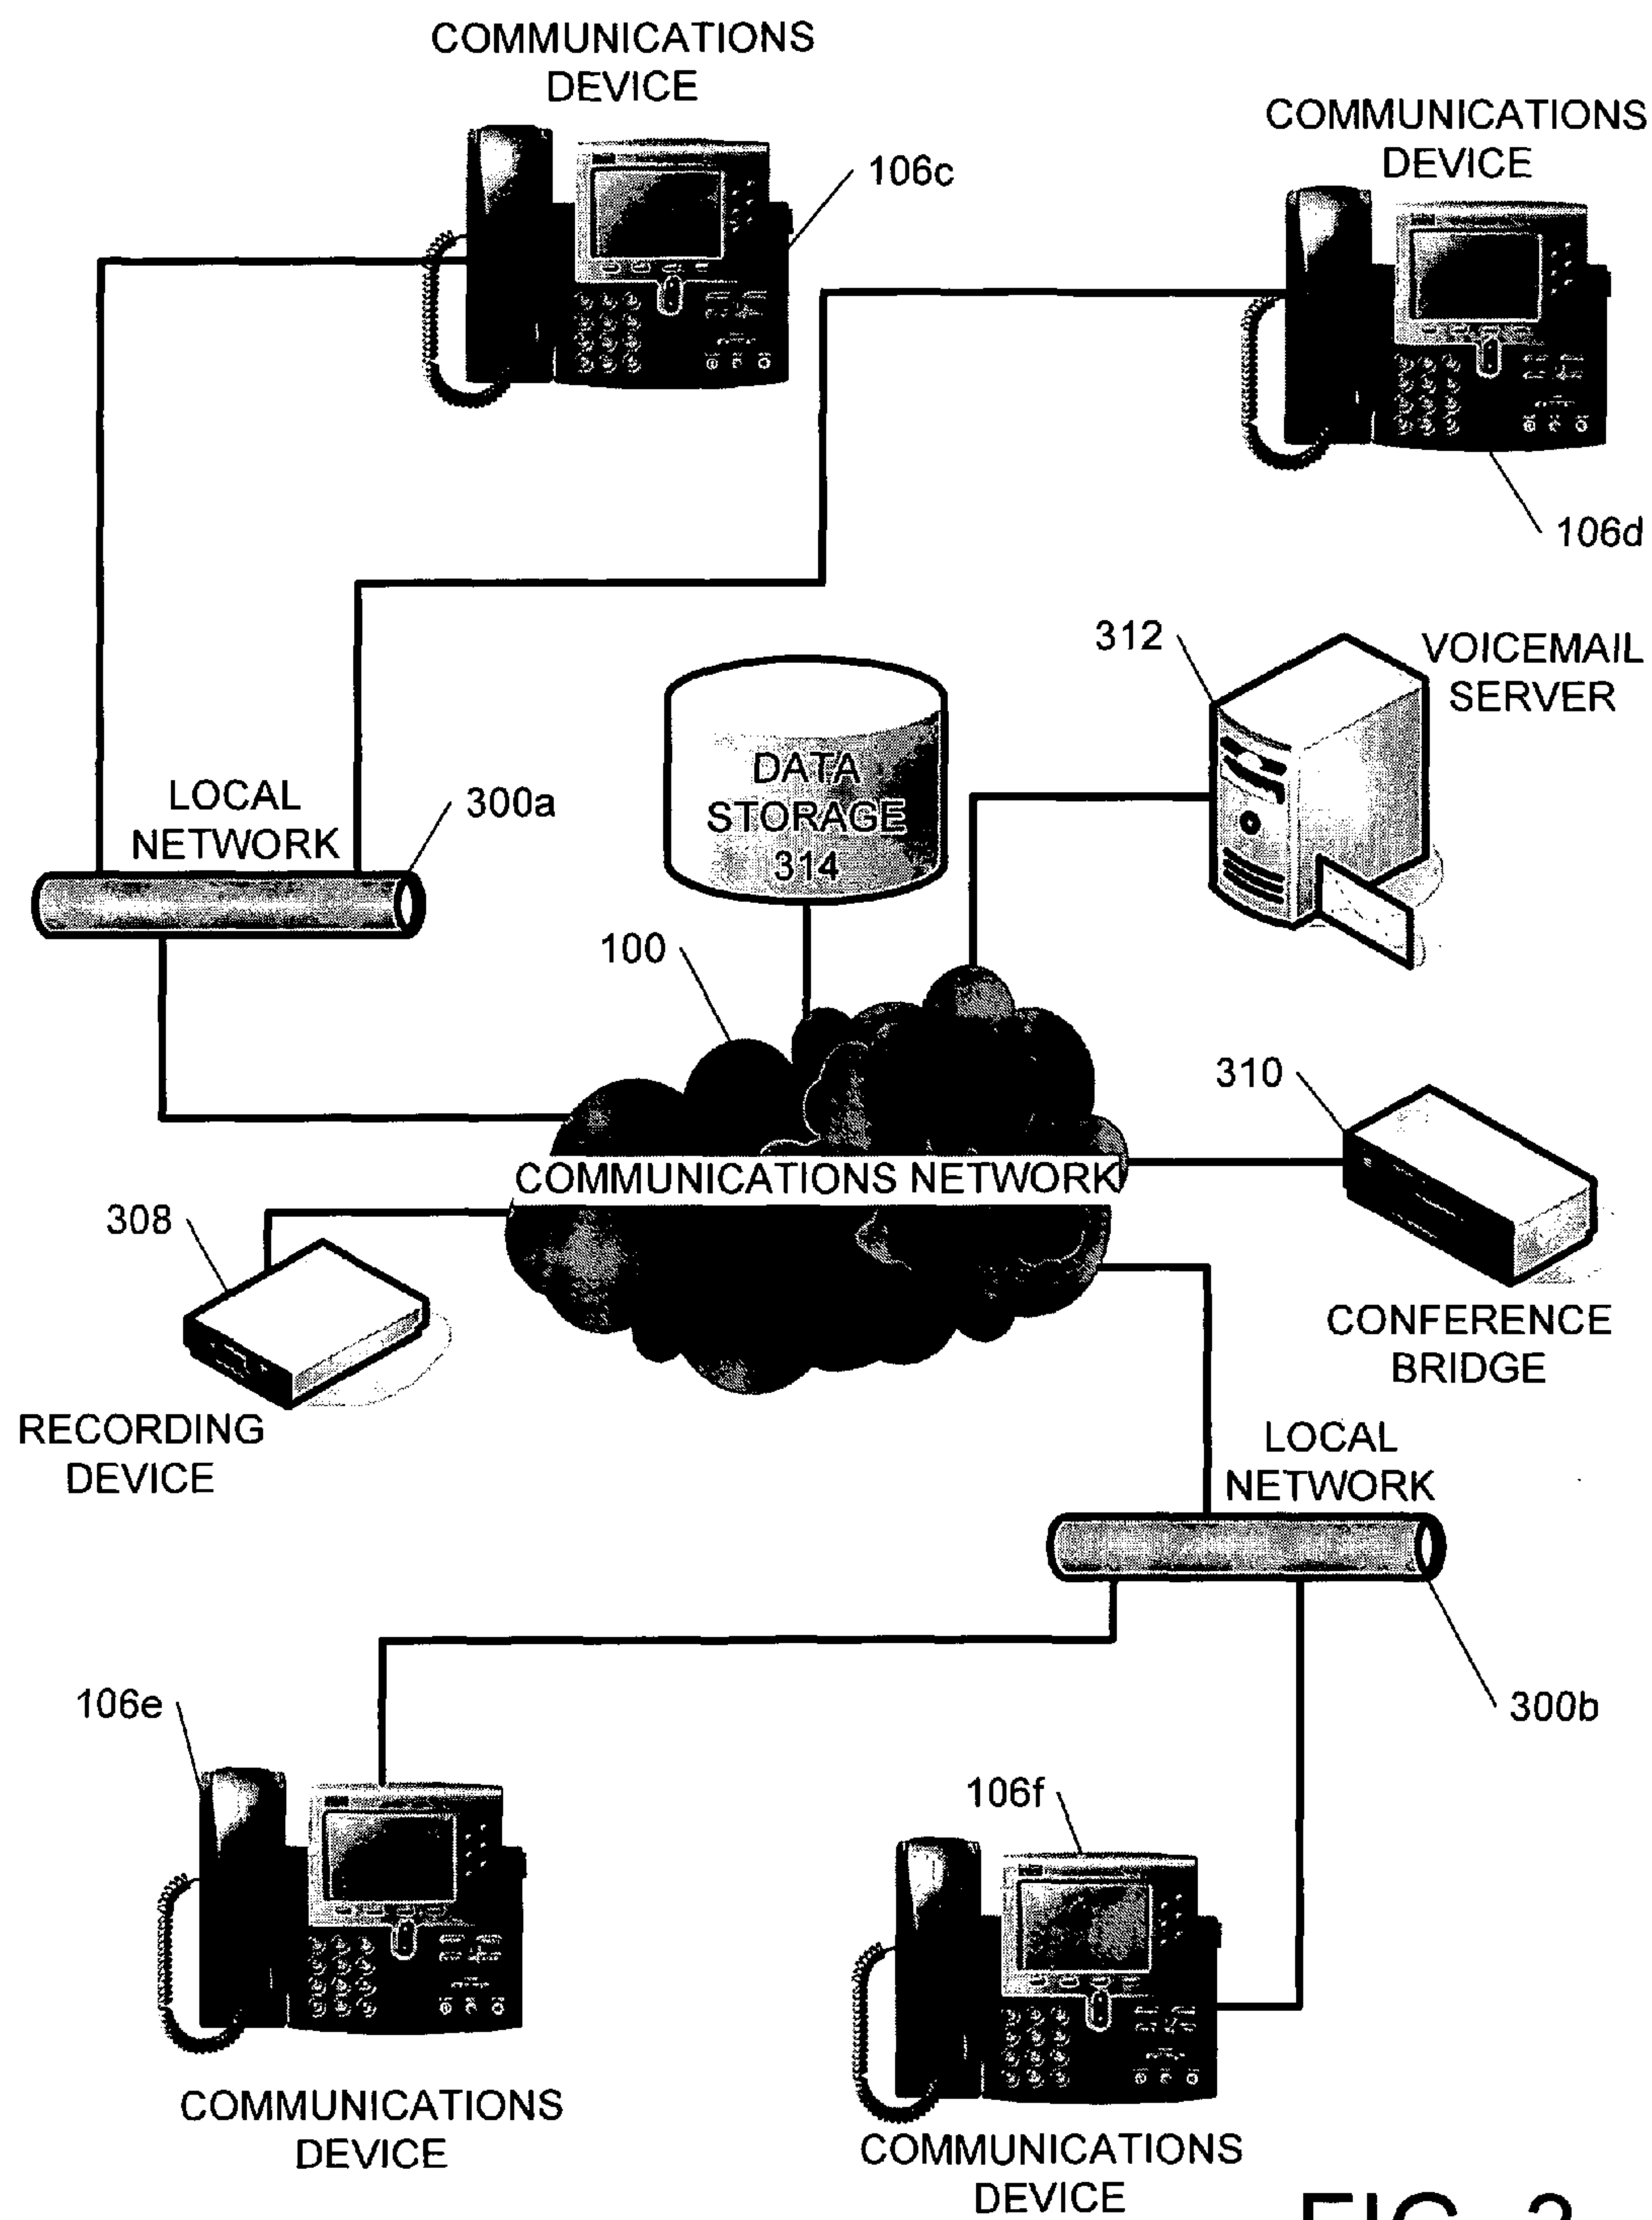 COMMUNICATIONS
DEVICE
106c
COMMUNICATIONS
DEVICE
106d
312
VOICEMAIL
SERVER
DATA
STORAGE
314
LOCAL
NETWORK
300a
100
310
COMMUNICATIONS NETWORK
308
CONFERENCE
BRIDGE
RECORDING
DEVICE
LOCAL
NETWORK
300b
106e
106f
COMMUNICATIONS
DEVICE
COMMUNICATIONS
DEVICE